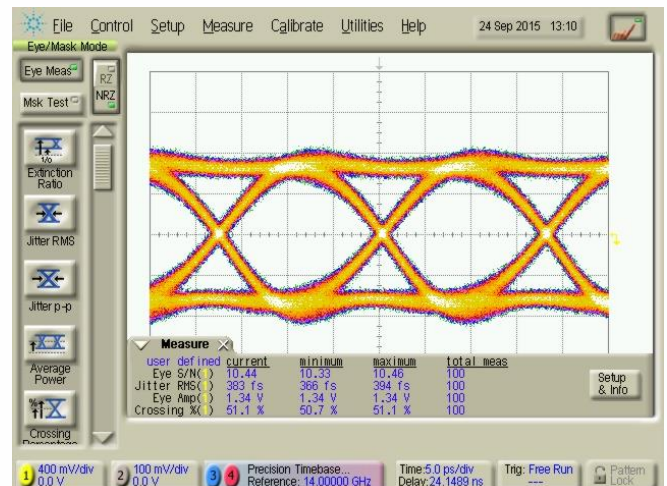 File Control Setup Measure Calibrate Utilities Help 24 Sep 2015 13:10
Eye/Mask Mode
Eye Meas
RZ
Msk Test
NRZ
Extinction
Ratio
Jitter RMS
Jitter p-p
Average
Power
Crossing
Measure
user defined current minimum maximum total meas
Eye S/N(1) 10.44 10.33 10.46 100
Jitter RMS(1) 383 fs 366 fs 394 fs 100
Eye Amp(1) 1.34 V 1.34 V 1.34 V 100
Crossing %(1) 51.1 % 50.7 % 51.1 % 100
Setup
& Info
1 400 mV/div
0.0 V
2 100 mV/div
0.0 V
3 4 Precision Timebase...
Reference: 14.00000 GHz
Time:5.0 ps/div
Delay:24.1489 ns
Trig: Free Run
---
Pattern
Lock